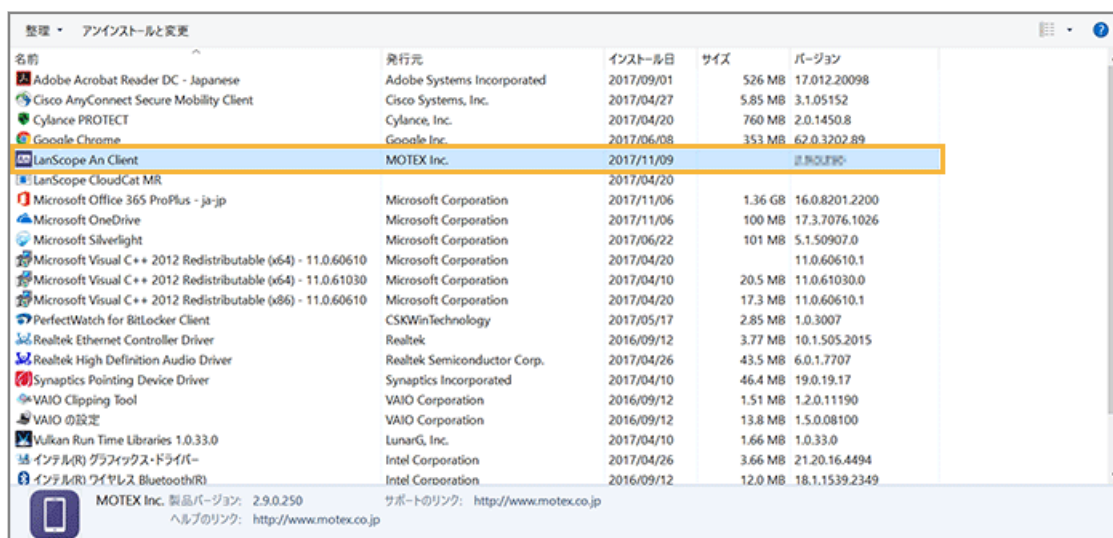 整理 アンインストールと変更
名前 発行元 インストール日 サイズ バージョン
Adobe Acrobat Reader DC - Japanese Adobe Systems Incorporated 2017/09/01 526 MB 17.012.20098
Cisco AnyConnect Secure Mobility Client Cisco Systems, Inc. 2017/04/27 5.85 MB 3.1.05152
Cylance PROTECT Cylance, Inc. 2017/04/20 760 MB 2.0.1450.8
Google Chrome Google Inc. 2017/06/08 353 MB 62.0.3202.89
LanScope An Client MOTEX Inc. 2017/11/09
LanScope CloudCat MR 2017/04/20
Microsoft Office 365 ProPlus - ja-jp Microsoft Corporation 2017/11/06 1.36 GB 16.0.8201.2200
Microsoft OneDrive Microsoft Corporation 2017/11/06 100 MB 17.3.7076.1026
Microsoft Silverlight Microsoft Corporation 2017/06/22 101 MB 5.1.50907.0
Microsoft Visual C++ 2012 Redistributable (x64) - 11.0.60610 Microsoft Corporation 2017/04/20 11.0.60610.1
Microsoft Visual C++ 2012 Redistributable (x64) - 11.0.61030 Microsoft Corporation 2017/04/10 20.5 MB 11.0.61030.0
Microsoft Visual C++ 2012 Redistributable (x86) - 11.0.60610 Microsoft Corporation 2017/04/20 17.3 MB 11.0.60610.1
PerfectWatch for BitLocker Client CSKWinTechnology 2017/05/17 2.85 MB 1.0.3007
Realtek Ethernet Controller Driver Realtek 2016/09/12 3.77 MB 10.1.505.2015
Realtek High Definition Audio Driver Realtek Semiconductor Corp. 2017/04/26 43.5 MB 6.0.1.7707
Synaptics Pointing Device Driver Synaptics Incorporated 2017/04/10 46.4 MB 19.0.19.17
VAIO Clipping Tool VAIO Corporation 2016/09/12 1.51 MB 1.2.0.11190
VAIO の設定 VAIO Corporation 2016/09/12 13.8 MB 1.5.0.08100
Vulkan Run Time Libraries 1.0.33.0 LunarG, Inc. 2017/04/10 1.66 MB 1.0.33.0
インテル(R) グラフィックス・ドライバー Intel Corporation 2017/04/26 3.66 MB 21.20.16.4494
インテル(R) ワイヤレス Bluetooth(R) Intel Corporation 2016/09/12 12.0 MB 18.1.1539.2349
MOTEX Inc. 製品バージョン: 2.9.0.250 サポートのリンク: http://www.motex.co.jp
ヘルプのリンク: http://www.motex.co.jp